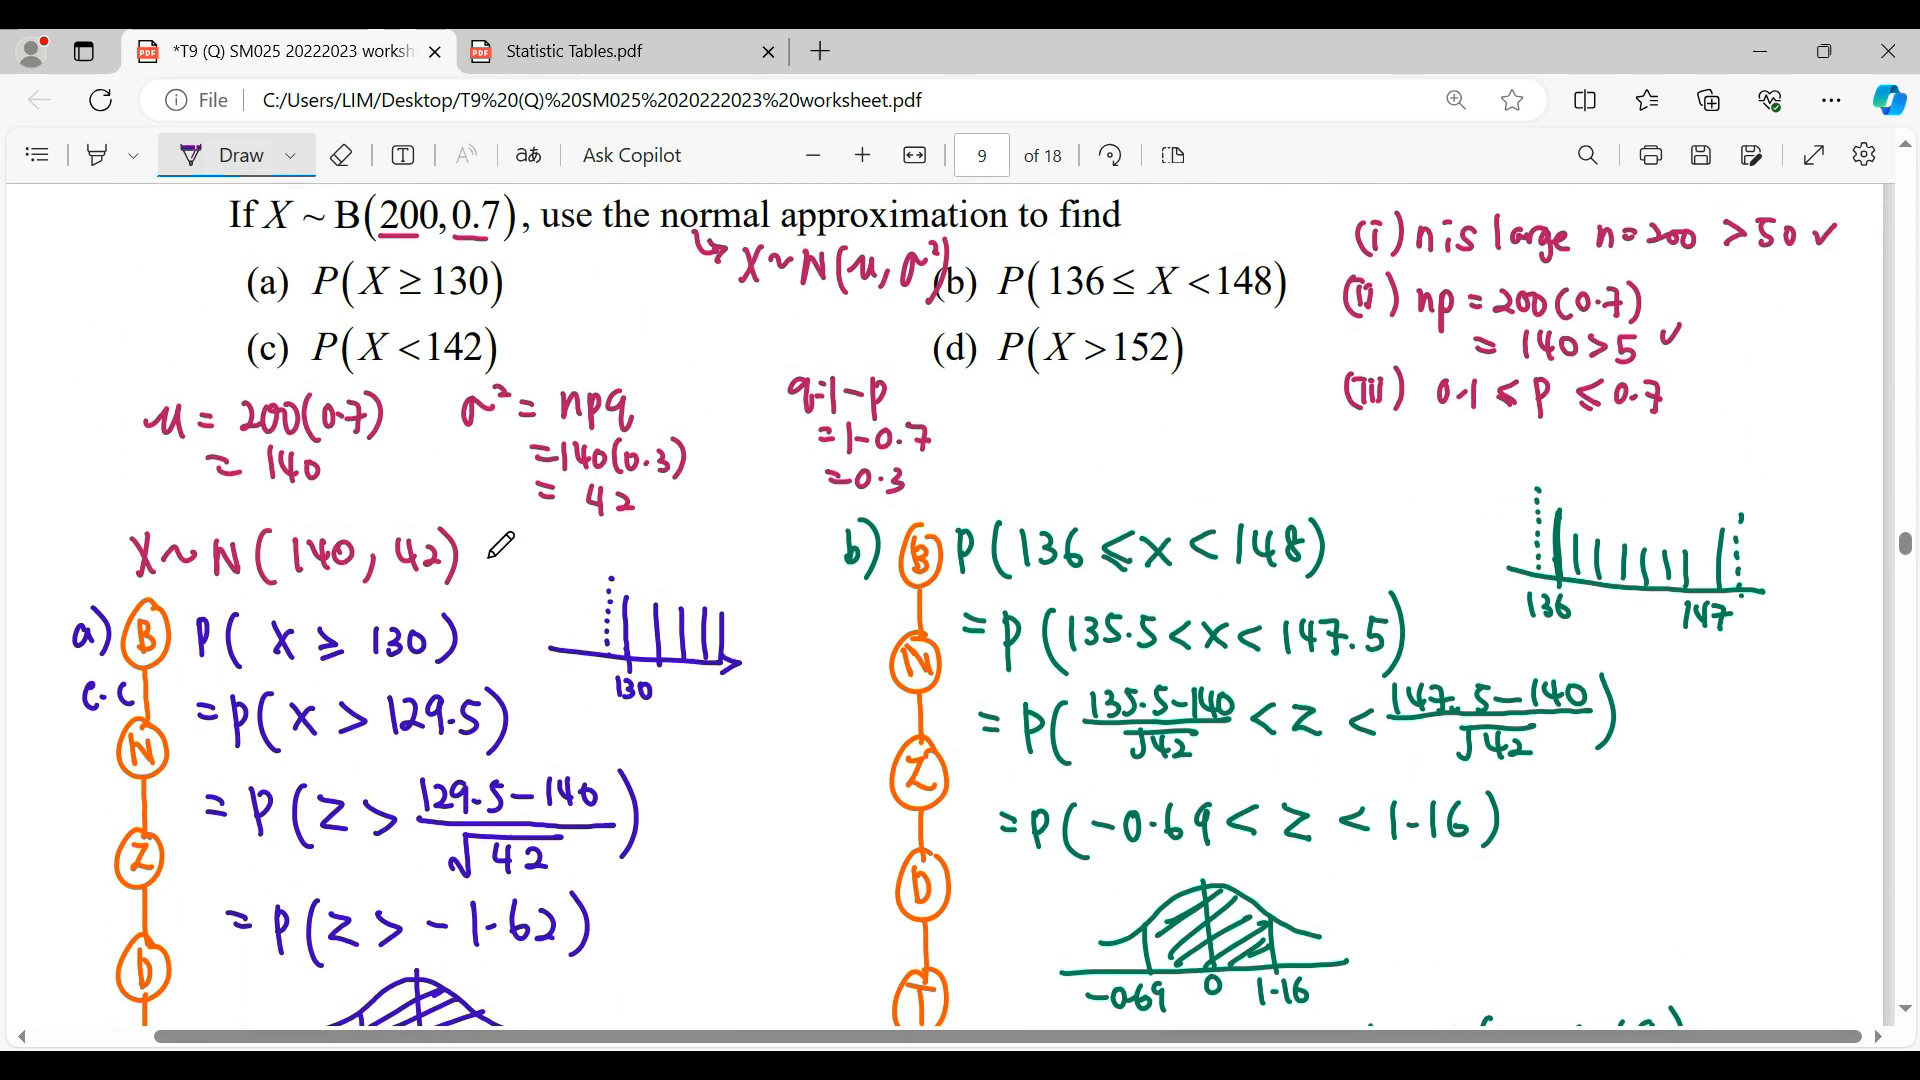 *T9 (Q) SM025 20222023 worksh
Statistic Tables.pdf
File
C:/Users/LIM/Desktop/T9%20(Q)%20SM025%2020222023%20worksheet.pdf
Draw
Ask Copilot
9 of 18
If X ~ B(200, 0.7), use the normal approximation to find
X~N(μ, σ²)
(a) P(X ≥ 130)
(b) P(136 ≤ X < 148)
(c) P(X < 142)
(d) P(X > 152)
(i) n is large n=200 > 50 ✓
(ii) np = 200(0.7)
= 140 > 5 ✓
(iii) 0.1 ≤ p ≤ 0.7
μ = 200(0.7)
= 140
σ² = npq
= 140(0.3)
= 42
q=1-p
= 1-0.7
= 0.3
X~N(140, 42)
a) B P(X ≥ 130)
130
c.c
= P(X > 129.5)
N
= P(Z > 129.5-140 / √42)
Z
= P(Z > -1.62)
D
b) B P(136 ≤ X < 148)
136 147
= P(135.5 < X < 147.5)
N
= P(135.5-140 / √42 < Z < 147.5-140 / √42)
Z
= P(-0.69 < Z < 1.16)
D
-0.69 0 1.16
T